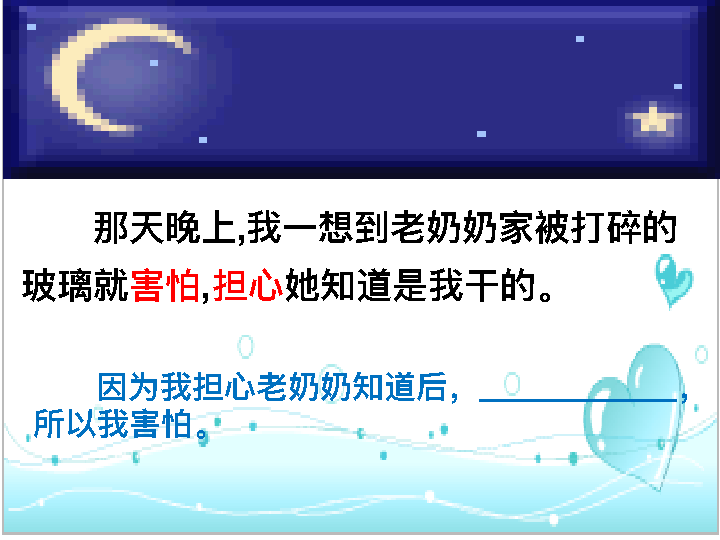 那天晚上,我一想到老奶奶家被打碎的
玻璃就害怕,担心她知道是我干的。
因为我担心老奶奶知道后，____________，
所以我害怕。